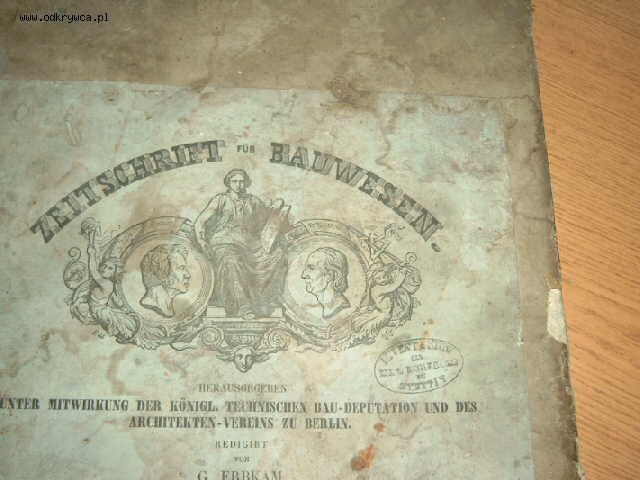 www.odkrywca.pl
ZEITSCHRIFT FÜR BAUWESEN.
HERAUSGEGEBEN
UNTER MITWIRKUNG DER KÖNIGL. TECHNISCHEN BAU-DEPUTATION UND DES
ARCHITEKTEN-VEREINS ZU BERLIN.
REDIGIRT
VON
G. ERBKAM